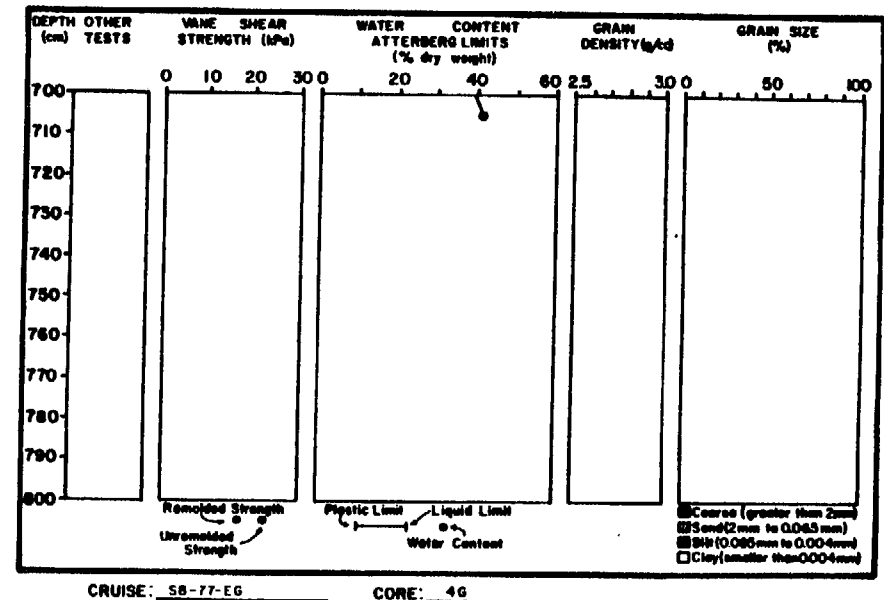 DEPTH OTHER VANE SHEAR WATER CONTENT GRAIN GRAIN SIZE
(cm) TESTS STRENGTH (kPa) ATTERBERG LIMITS DENSITY(g/cc) (%)
(% dry weight)
0 10 20 30 0 20 40 60 2.5 3.0 0 50 100
700
710
720
730
740
750
760
770
780
790
800
Remolded Strength
Unremolded
Strength
Plastic Limit Liquid Limit
Water Content
Coarse (greater than 2mm)
Sand(2mm to 0.063mm)
Silt(0.063mm to 0.004mm)
Clay(smaller than 0.004mm)
CRUISE: S8-77-EG CORE: 4G